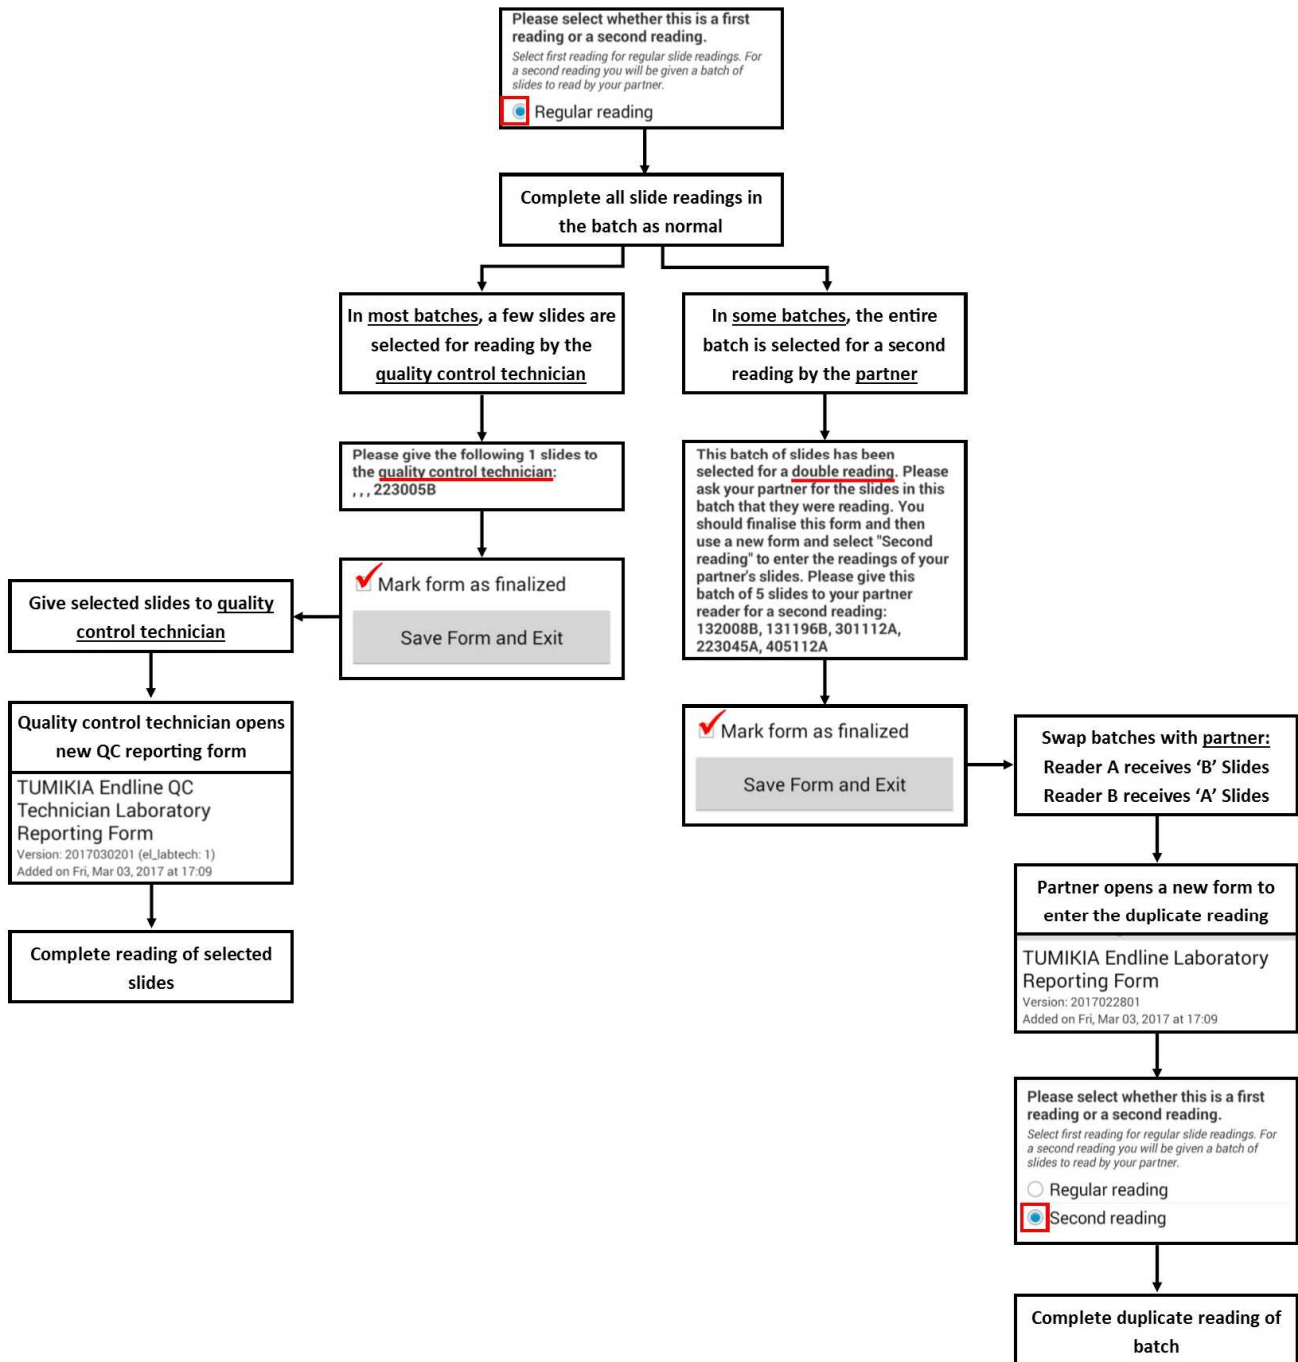 Please select whether this is a first
reading or a second reading.
Select first reading for regular slide readings. For
a second reading you will be given a batch of
slides to read by your partner.
Regular reading
Complete all slide readings in
the batch as normal
In most batches, a few slides are
selected for reading by the
quality control technician
In some batches, the entire
batch is selected for a second
reading by the partner
Please give the following 1 slides to
the quality control technician:
, , , 223005B
This batch of slides has been
selected for a double reading. Please
ask your partner for the slides in this
batch that they were reading. You
should finalise this form and then
use a new form and select "Second
reading" to enter the readings of your
partner's slides. Please give this
batch of 5 slides to your partner
reader for a second reading:
132008B, 131196B, 301112A,
223045A, 405112A
Mark form as finalized
Save Form and Exit
Give selected slides to quality
control technician
Quality control technician opens
new QC reporting form
TUMIKIA Endline QC
Technician Laboratory
Reporting Form
Version: 2017030201 (el_labtech: 1)
Added on Fri, Mar 03, 2017 at 17:09
Complete reading of selected
slides
Mark form as finalized
Save Form and Exit
Swap batches with partner:
Reader A receives ‘B’ Slides
Reader B receives ‘A’ Slides
Partner opens a new form to
enter the duplicate reading
TUMIKIA Endline Laboratory
Reporting Form
Version: 2017022801
Added on Fri, Mar 03, 2017 at 17:09
Please select whether this is a first
reading or a second reading.
Select first reading for regular slide readings. For
a second reading you will be given a batch of
slides to read by your partner.
Regular reading
Second reading
Complete duplicate reading of
batch